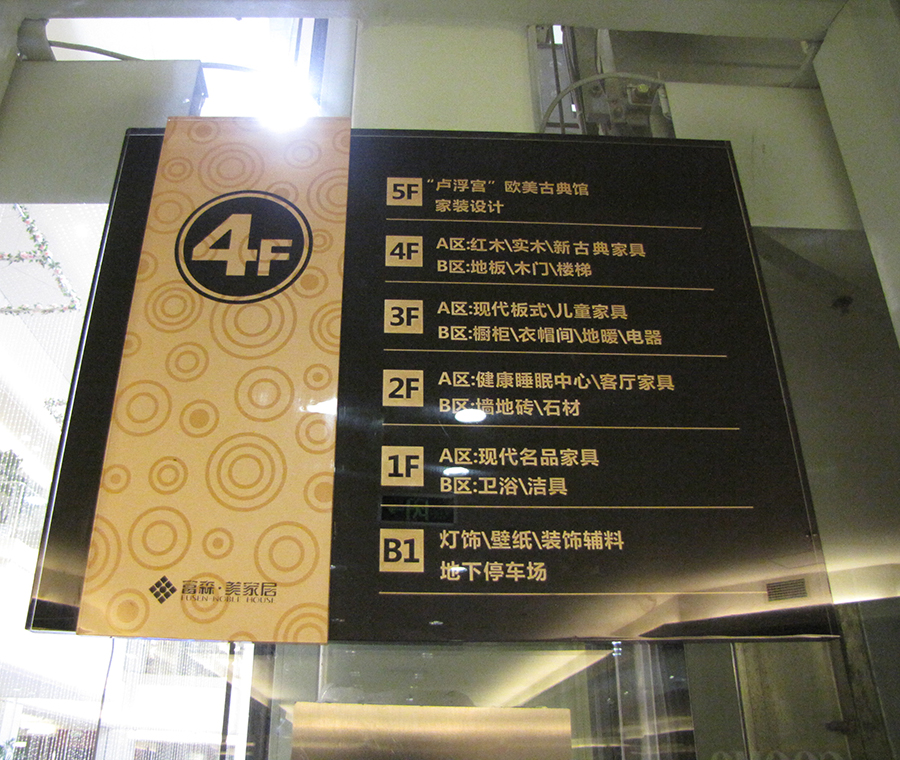 4F
富森·美家居
FUSEN·NOBLE HOUSE
5F "卢浮宫"欧美古典馆
家装设计
4F A区:红木\实木\新古典家具
B区:地板\木门\楼梯
3F A区:现代板式\儿童家具
B区:橱柜\衣帽间\地暖\电器
2F A区:健康睡眠中心\客厅家具
B区:墙地砖\石材
1F A区:现代名品家具
B区:卫浴\洁具
B1 灯饰\壁纸\装饰辅料
地下停车场